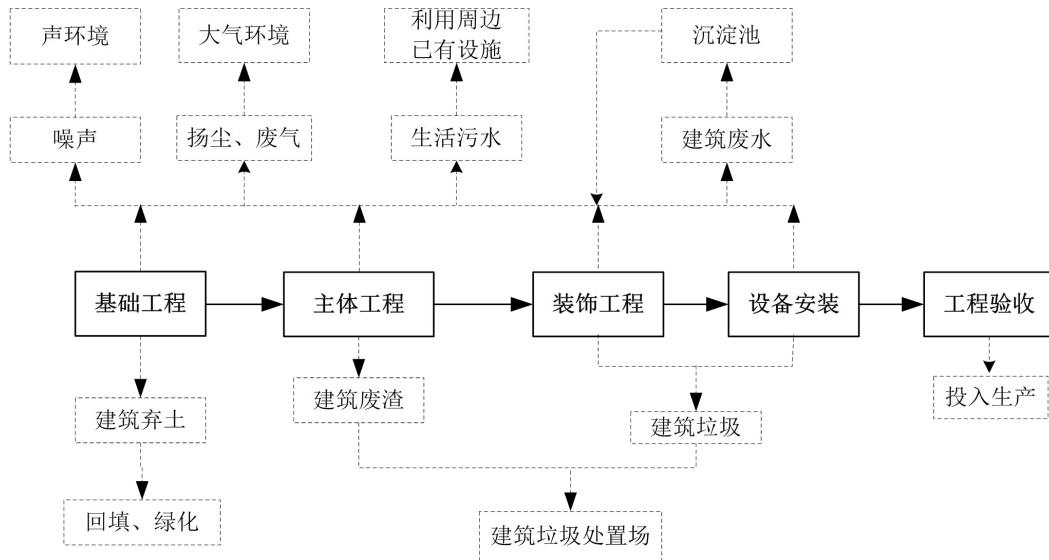 声环境
大气环境
利用周边
已有设施
沉淀池
噪声
扬尘、废气
生活污水
建筑废水
基础工程
主体工程
装饰工程
设备安装
工程验收
建筑弃土
建筑废渣
建筑垃圾
投入生产
回填、绿化
建筑垃圾处置场